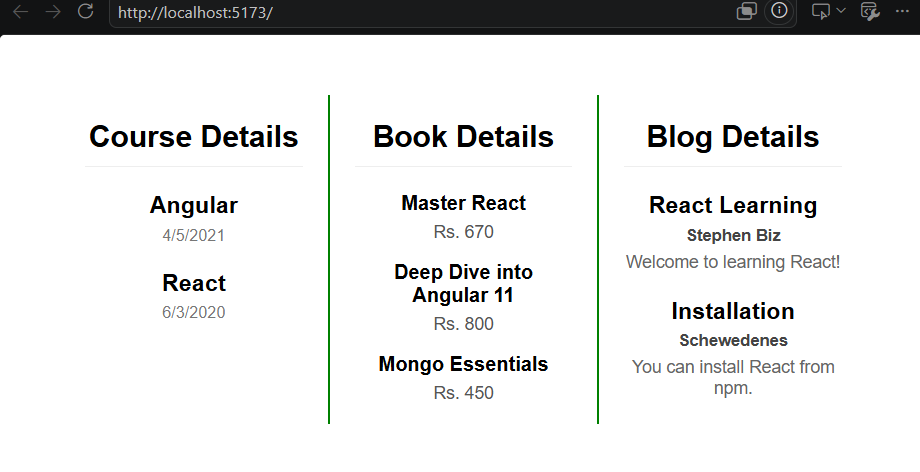 http://localhost:5173/
Course Details
Angular
4/5/2021
React
6/3/2020
Book Details
Master React
Rs. 670
Deep Dive into
Angular 11
Rs. 800
Mongo Essentials
Rs. 450
Blog Details
React Learning
Stephen Biz
Welcome to learning React!
Installation
Schewedenes
You can install React from
npm.